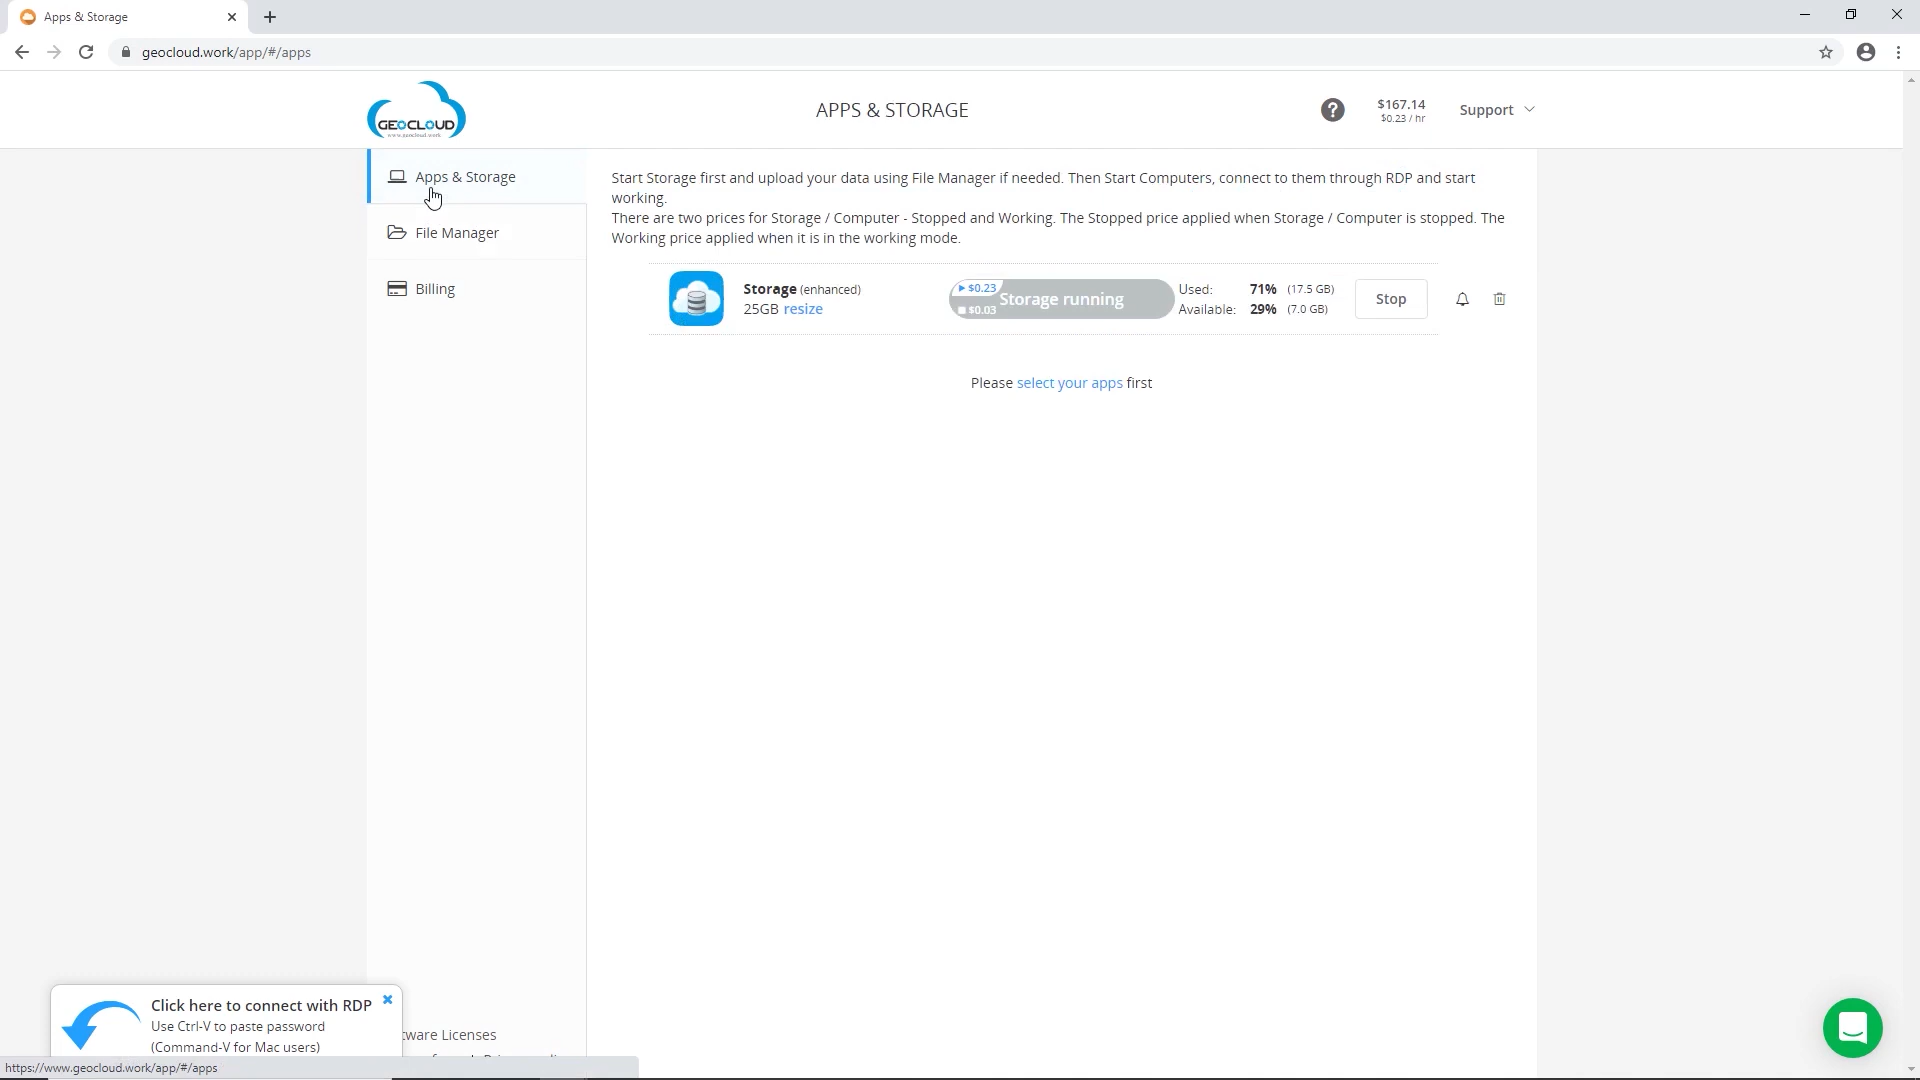 Apps & Storage
geocloud.work/app/#/apps
GEOCLOUD
www.geocloud.work
APPS & STORAGE
?
$167.14
$0.23 / hr
Support
Apps & Storage
File Manager
Billing
Start Storage first and upload your data using File Manager if needed. Then Start Computers, connect to them through RDP and start
working.
There are two prices for Storage / Computer - Stopped and Working. The Stopped price applied when Storage / Computer is stopped. The
Working price applied when it is in the working mode.
Storage (enhanced)
25GB resize
$0.23
Storage running
$0.03
Used: 71% (17.5 GB)
Available: 29% (7.0 GB)
Stop
Please select your apps first
Click here to connect with RDP
Use Ctrl-V to paste password
(Command-V for Mac users)
tware Licenses
https://www.geocloud.work/app/#/apps